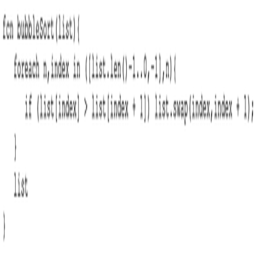 fcn bubbleSort(list){
foreach n,index in ([list.len()-1..0,-1],n){
if (list[index] > list[index + 1]) list.swap(index,index + 1);
}
list
}